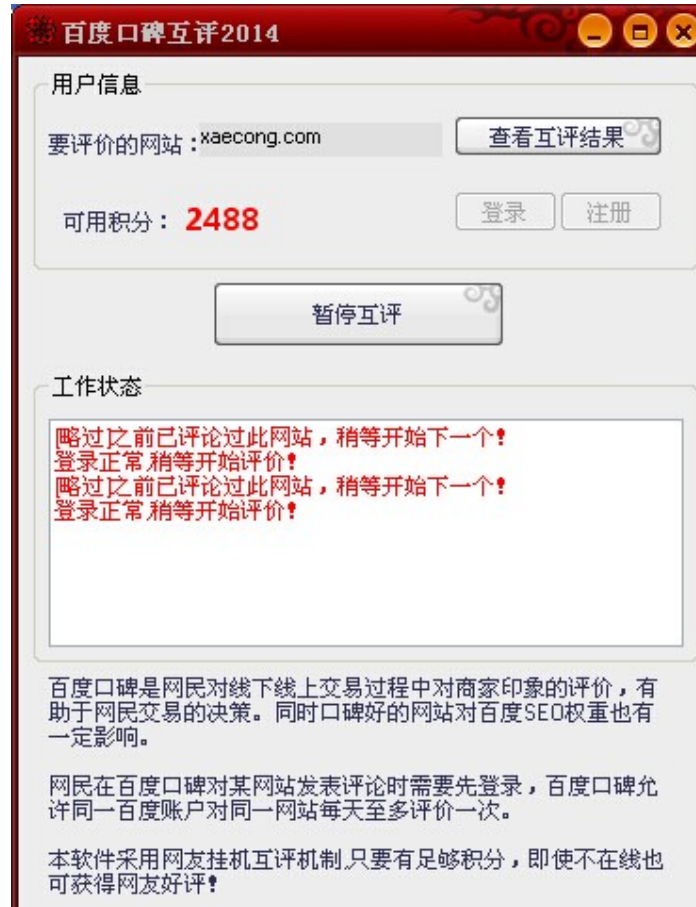 百度口碑互评2014
用户信息
要评价的网站：xaecong.com
查看互评结果
可用积分：2488
登录
注册
暂停互评
工作状态
[略过]之前已评论过此网站，稍等开始下一个！
登录正常,稍等开始评价！
[略过]之前已评论过此网站，稍等开始下一个！
登录正常,稍等开始评价！
百度口碑是网民对线下线上交易过程中对商家印象的评价，有
助于网民交易的决策。同时口碑好的网站对百度SEO权重也有
一定影响。
网民在百度口碑对某网站发表评论时需要先登录，百度口碑允
许同一百度账户对同一网站每天至多评价一次。
本软件采用网友挂机互评机制,只要有足够积分，即使不在线也
可获得网友好评！